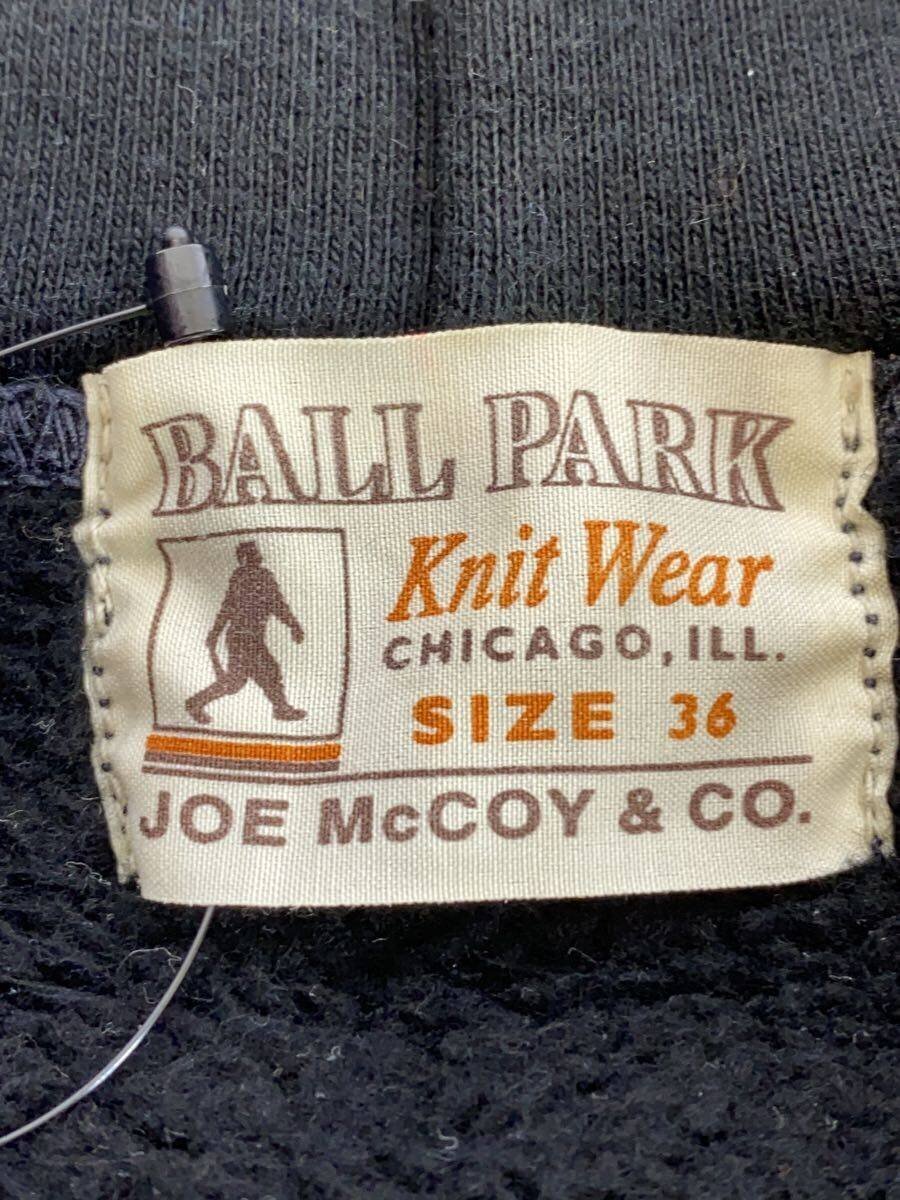 BALL PARK
Knit Wear
CHICAGO, ILL.
SIZE 36
JOE McCOY & CO.